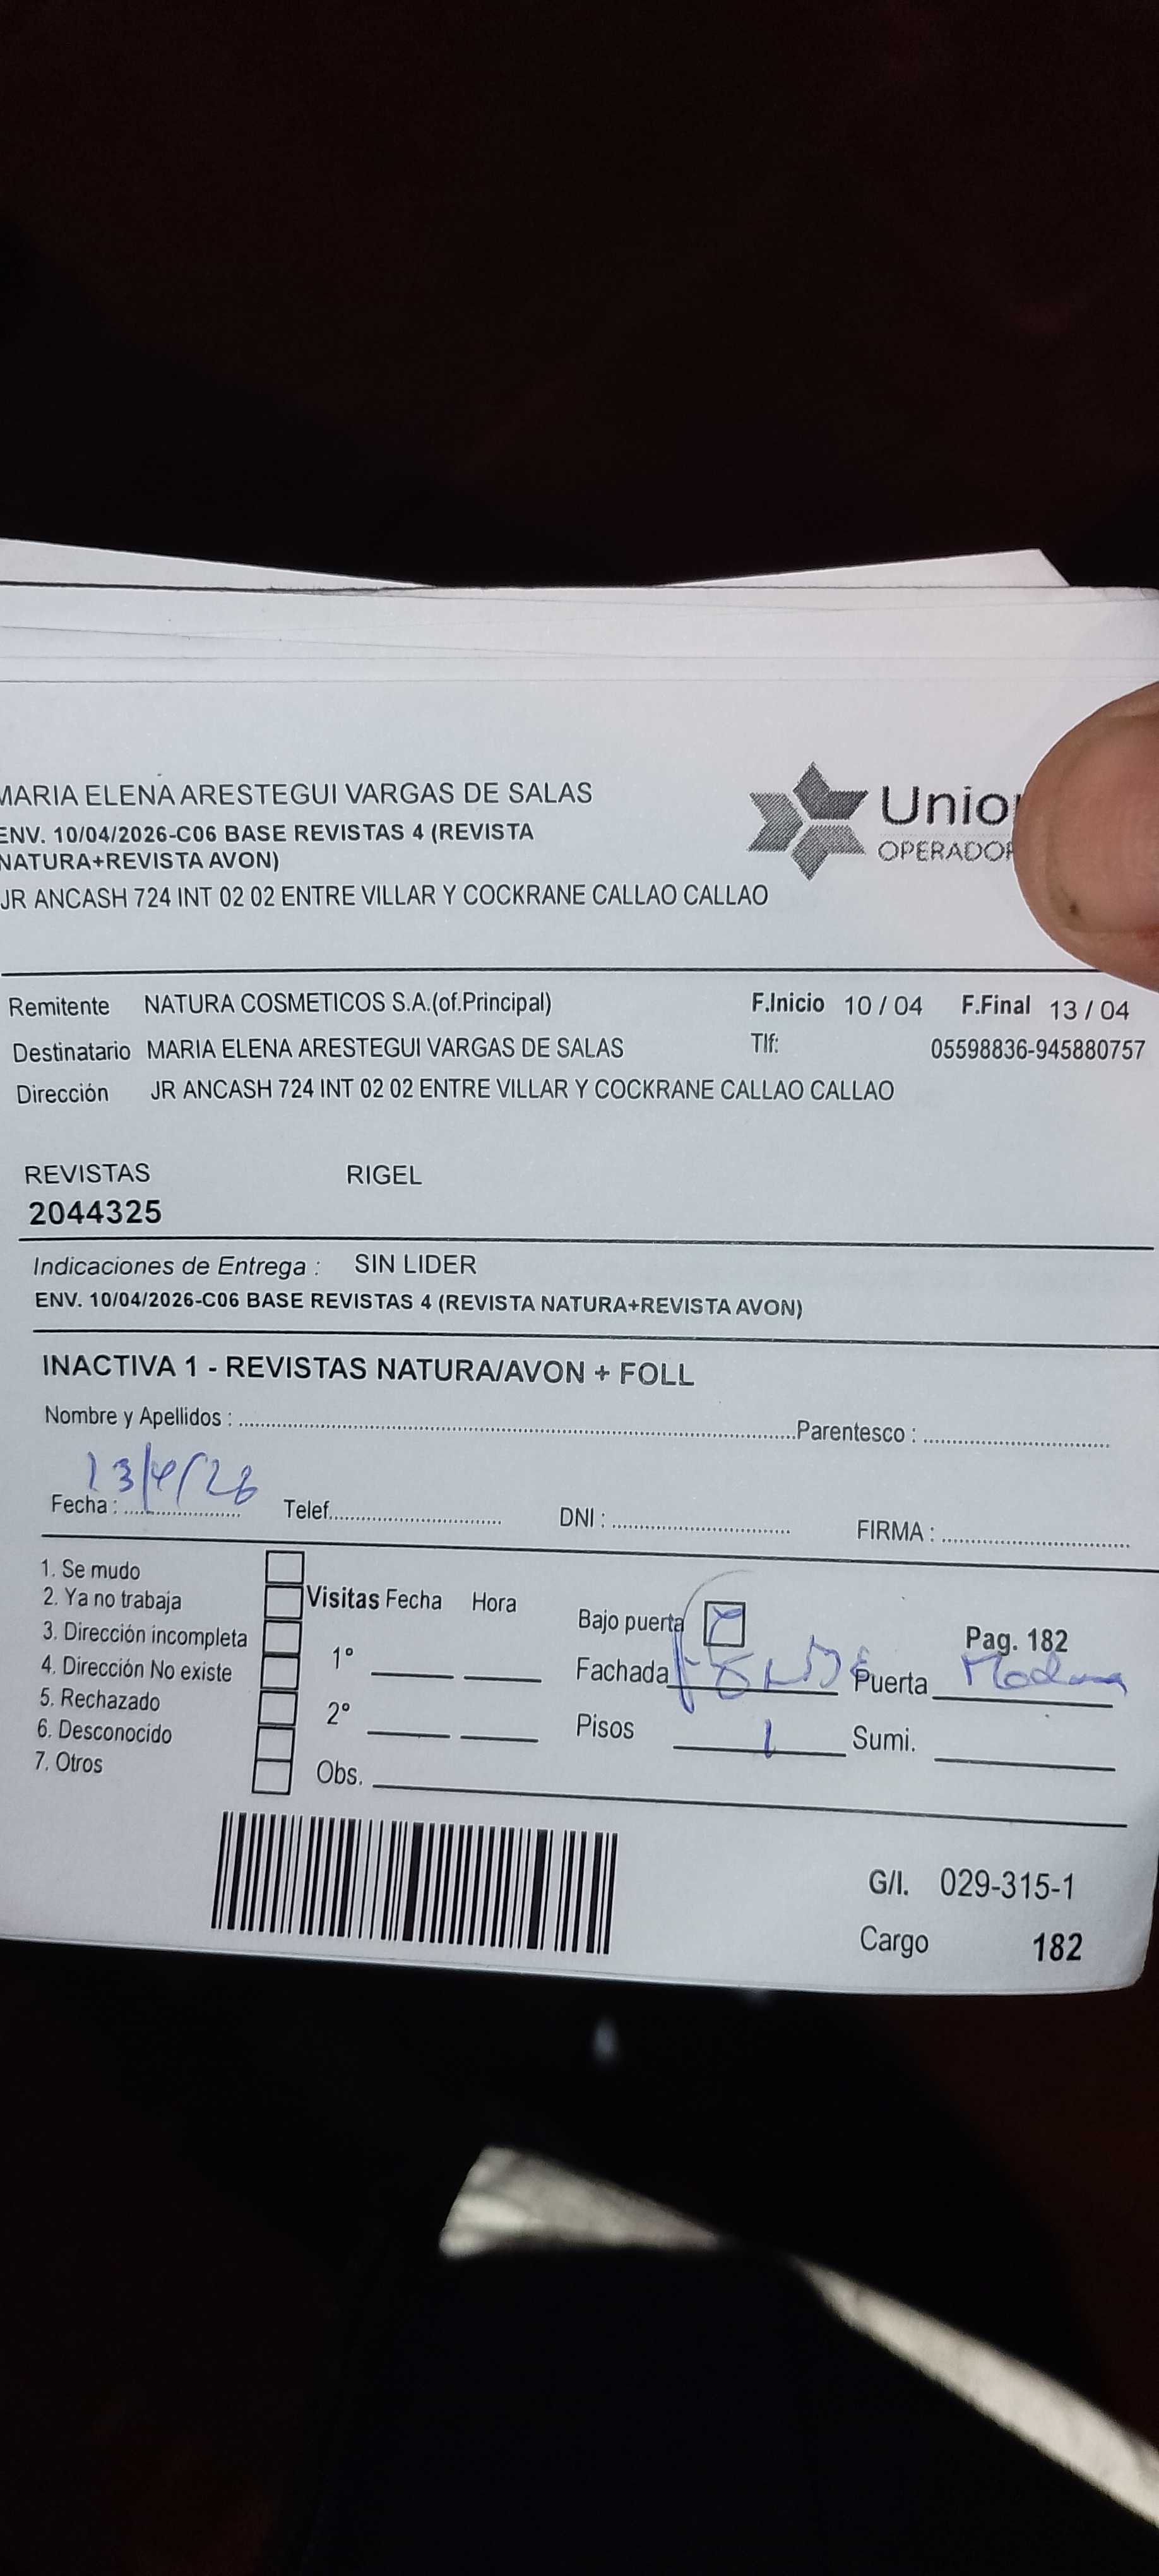 MARIA ELENA ARESTEGUI VARGAS DE SALAS
ENV. 10/04/2026-C06 BASE REVISTAS 4 (REVISTA
NATURA+REVISTA AVON)
JR ANCASH 724 INT 02 02 ENTRE VILLAR Y COCKRANE CALLAO CALLAO
Remitente NATURA COSMETICOS S.A.(of.Principal) F.Inicio 10 / 04 F.Final 13 / 04
Destinatario MARIA ELENA ARESTEGUI VARGAS DE SALAS Tlf: 05598836-945880757
Dirección JR ANCASH 724 INT 02 02 ENTRE VILLAR Y COCKRANE CALLAO CALLAO
REVISTAS RIGEL
2044325
Indicaciones de Entrega : SIN LIDER
ENV. 10/04/2026-C06 BASE REVISTAS 4 (REVISTA NATURA+REVISTA AVON)
INACTIVA 1 - REVISTAS NATURA/AVON + FOLL
Nombre y Apellidos : Parentesco :
Fecha : 13/4/26 Telef. DNI : FIRMA :
1. Se mudo
2. Ya no trabaja
3. Dirección incompleta
4. Dirección No existe
5. Rechazado
6. Desconocido
7. Otros
Visitas Fecha Hora
1°
2°
Obs.
Bajo puerta
Pag. 182
Fachada Puerta
Pisos 1 Sumi.
G/I. 029-315-1
Cargo 182